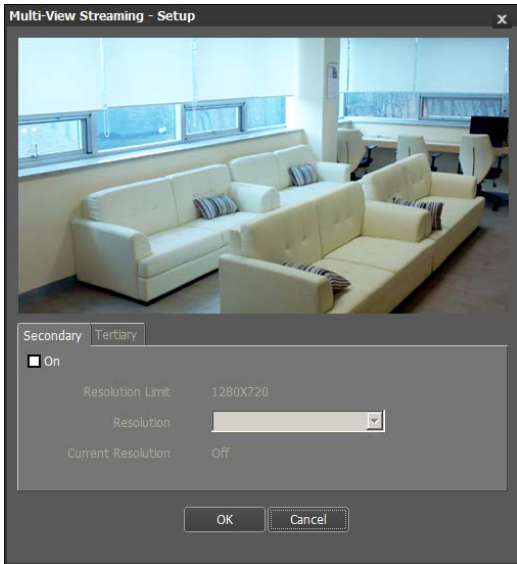 Multi-View Streaming - Setup x
Secondary Tertiary
On
Resolution Limit 1280X720
Resolution
Current Resolution Off
OK Cancel